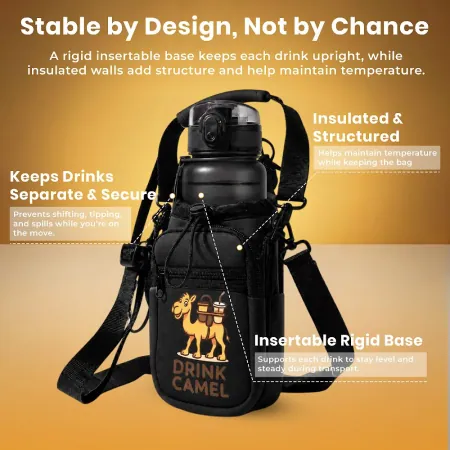 Stable by Design, Not by Chance
A rigid insertable base keeps each drink upright, while
insulated walls add structure and help maintain temperature.
Insulated &
Structured
Helps maintain temperature
while keeping the bag
Keeps Drinks
Separate & Secure
Prevents shifting, tipping,
and spills while you're on
the move.
Insertable Rigid Base
Supports each drink to stay level and
steady during transport.
DRINK
CAMEL